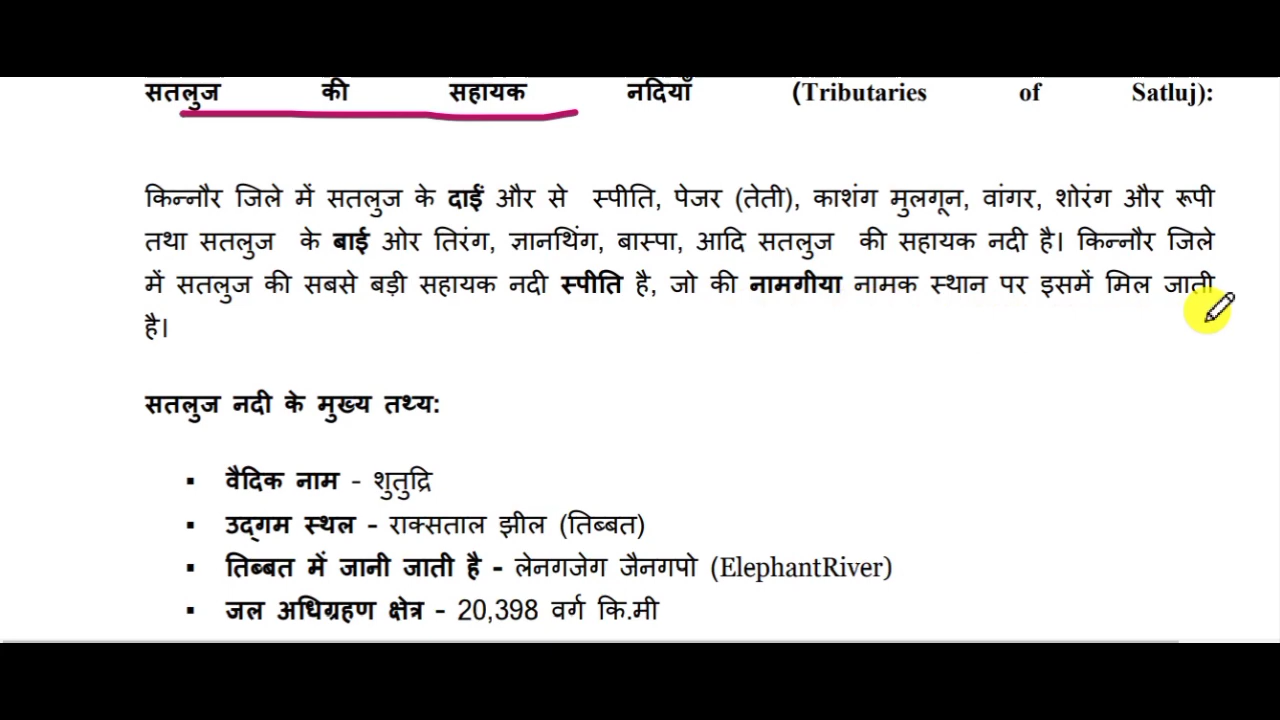 सतलुज की सहायक नदियाँ (Tributaries of Satluj):
किन्नौर जिले में सतलुज के दाईं और से स्पीति, पेजर (तेती), काशंग मुलगून, वांगर, शोरंग और रूपी
तथा सतलुज के बाई ओर तिरंग, ज्ञानथिंग, बास्पा, आदि सतलुज की सहायक नदी है। किन्नौर जिले
में सतलुज की सबसे बड़ी सहायक नदी स्पीति है, जो की नामगीया नामक स्थान पर इसमें मिल जाती
है।
सतलुज नदी के मुख्य तथ्य:
▪ वैदिक नाम - शुतुद्रि
▪ उद्‌गम स्थल - राक्सताल झील (तिब्बत)
▪ तिब्बत में जानी जाती है - लेनगजेग जैनगपो (ElephantRiver)
▪ जल अधिग्रहण क्षेत्र - 20,398 वर्ग कि.मी